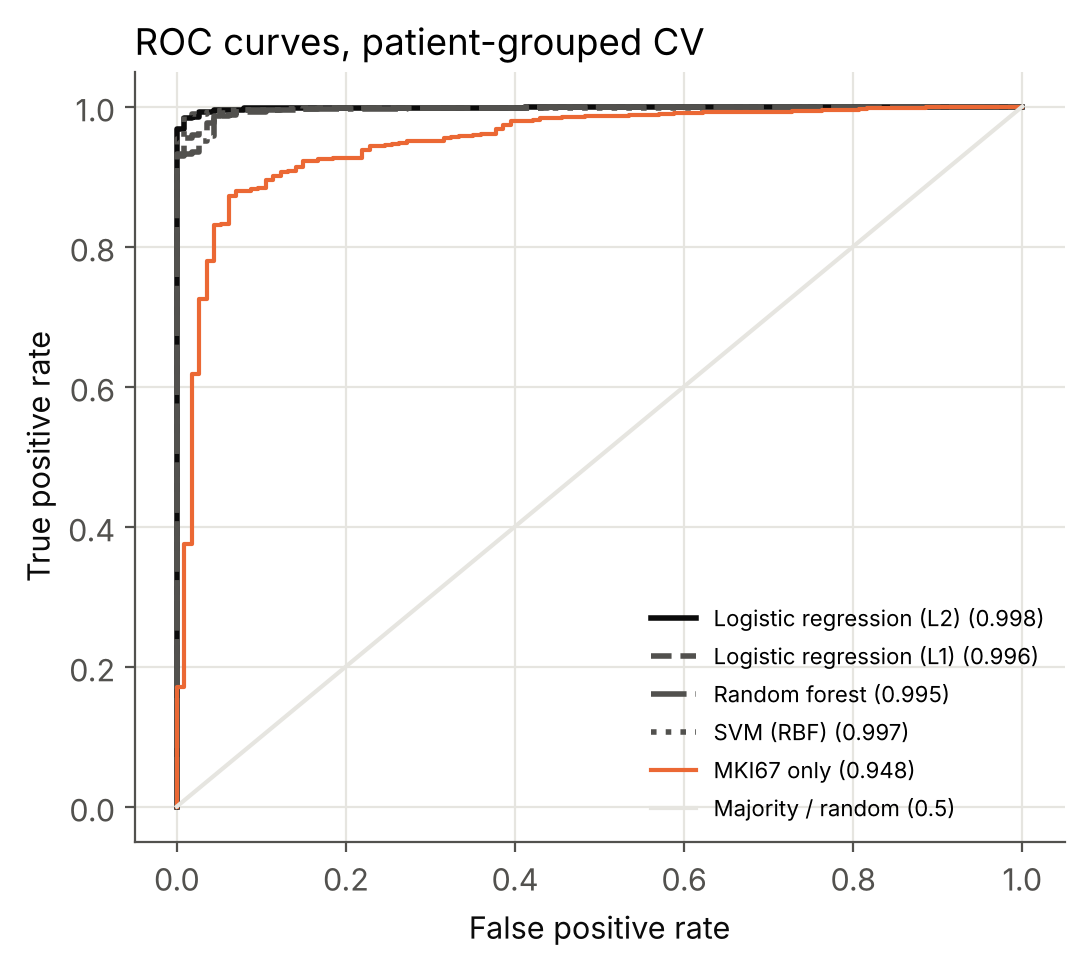 ROC curves, patient-grouped CV
True positive rate
1.0
0.8
0.6
0.4
0.2
0.0
Logistic regression (L2) (0.998)
Logistic regression (L1) (0.996)
Random forest (0.995)
SVM (RBF) (0.997)
MKI67 only (0.948)
Majority / random (0.5)
0.0 0.2 0.4 0.6 0.8 1.0
False positive rate